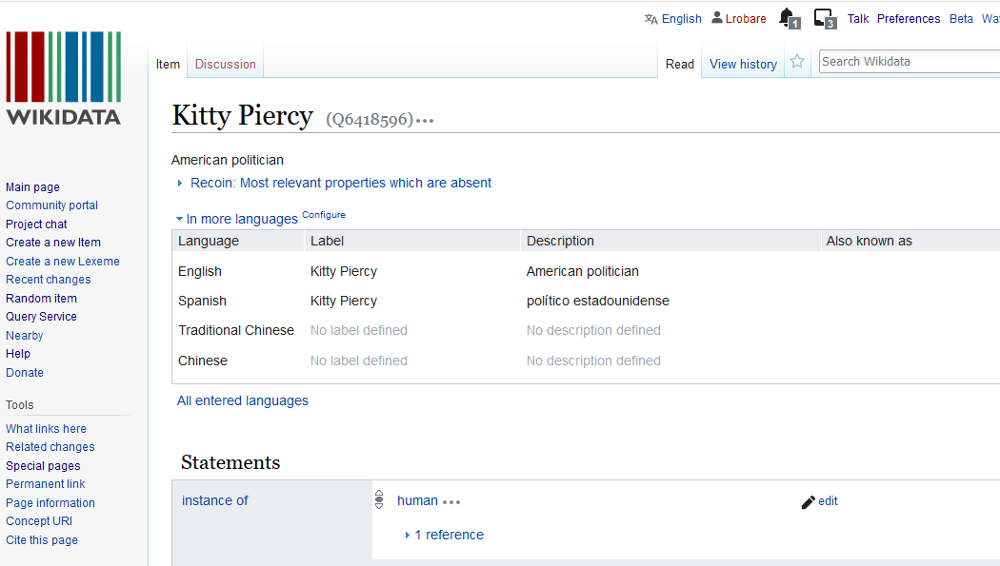 English Lrobare 1 3 Talk Preferences Beta Wa
WIKIDATA
Item Discussion Read View history Search Wikidata
Kitty Piercy (Q6418596)
American politician
Recoin: Most relevant properties which are absent
In more languages Configure
Language Label Description Also known as
English Kitty Piercy American politician
Spanish Kitty Piercy político estadounidense
Traditional Chinese No label defined No description defined
Chinese No label defined No description defined
All entered languages
Statements
instance of human edit
1 reference
Main page
Community portal
Project chat
Create a new Item
Create a new Lexeme
Recent changes
Random item
Query Service
Nearby
Help
Donate
Tools
What links here
Related changes
Special pages
Permanent link
Page information
Concept URI
Cite this page